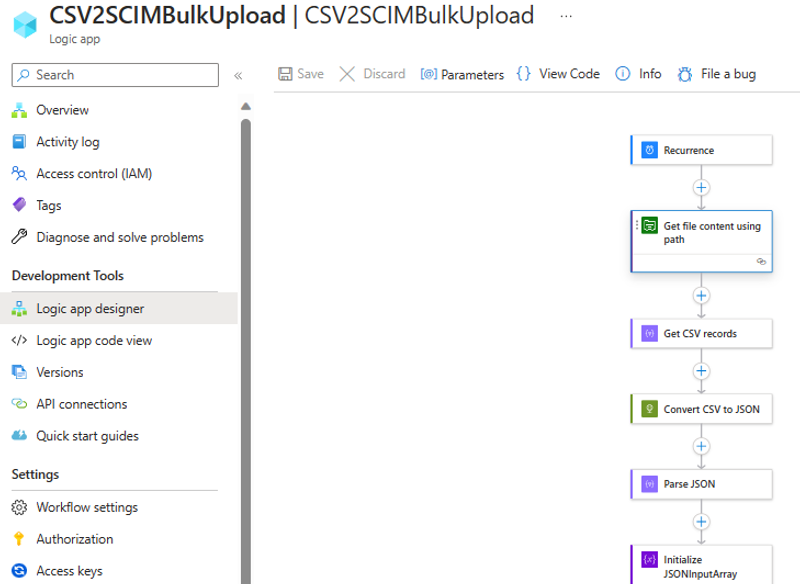 CSV2SCIMBulkUpload | CSV2SCIMBulkUpload ...
Logic app
Search
«
Save
Discard
[@] Parameters
{} View Code
Info
File a bug
Overview
Activity log
Access control (IAM)
Tags
Diagnose and solve problems
Development Tools
Logic app designer
</> Logic app code view
Versions
API connections
Quick start guides
Settings
Workflow settings
Authorization
Access keys
Recurrence
Get file content using
path
Get CSV records
Convert CSV to JSON
Parse JSON
Initialize
JSONInputArray